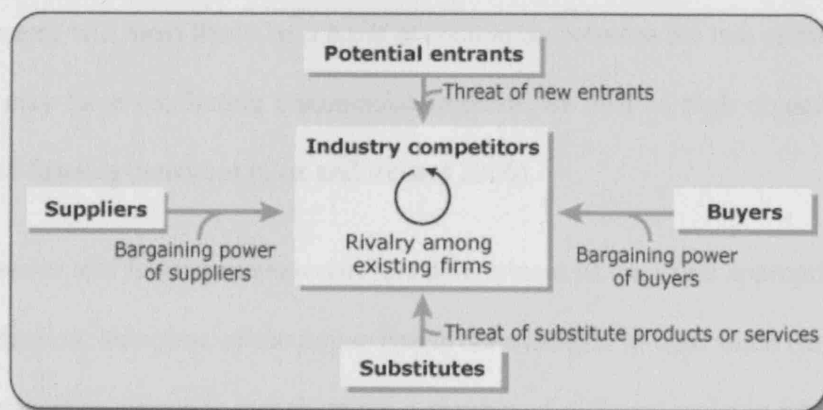 Potential entrants
Threat of new entrants
Industry competitors
Suppliers
Buyers
Rivalry among
existing firms
Bargaining power
of suppliers
Bargaining power
of buyers
Threat of substitute products or services
Substitutes